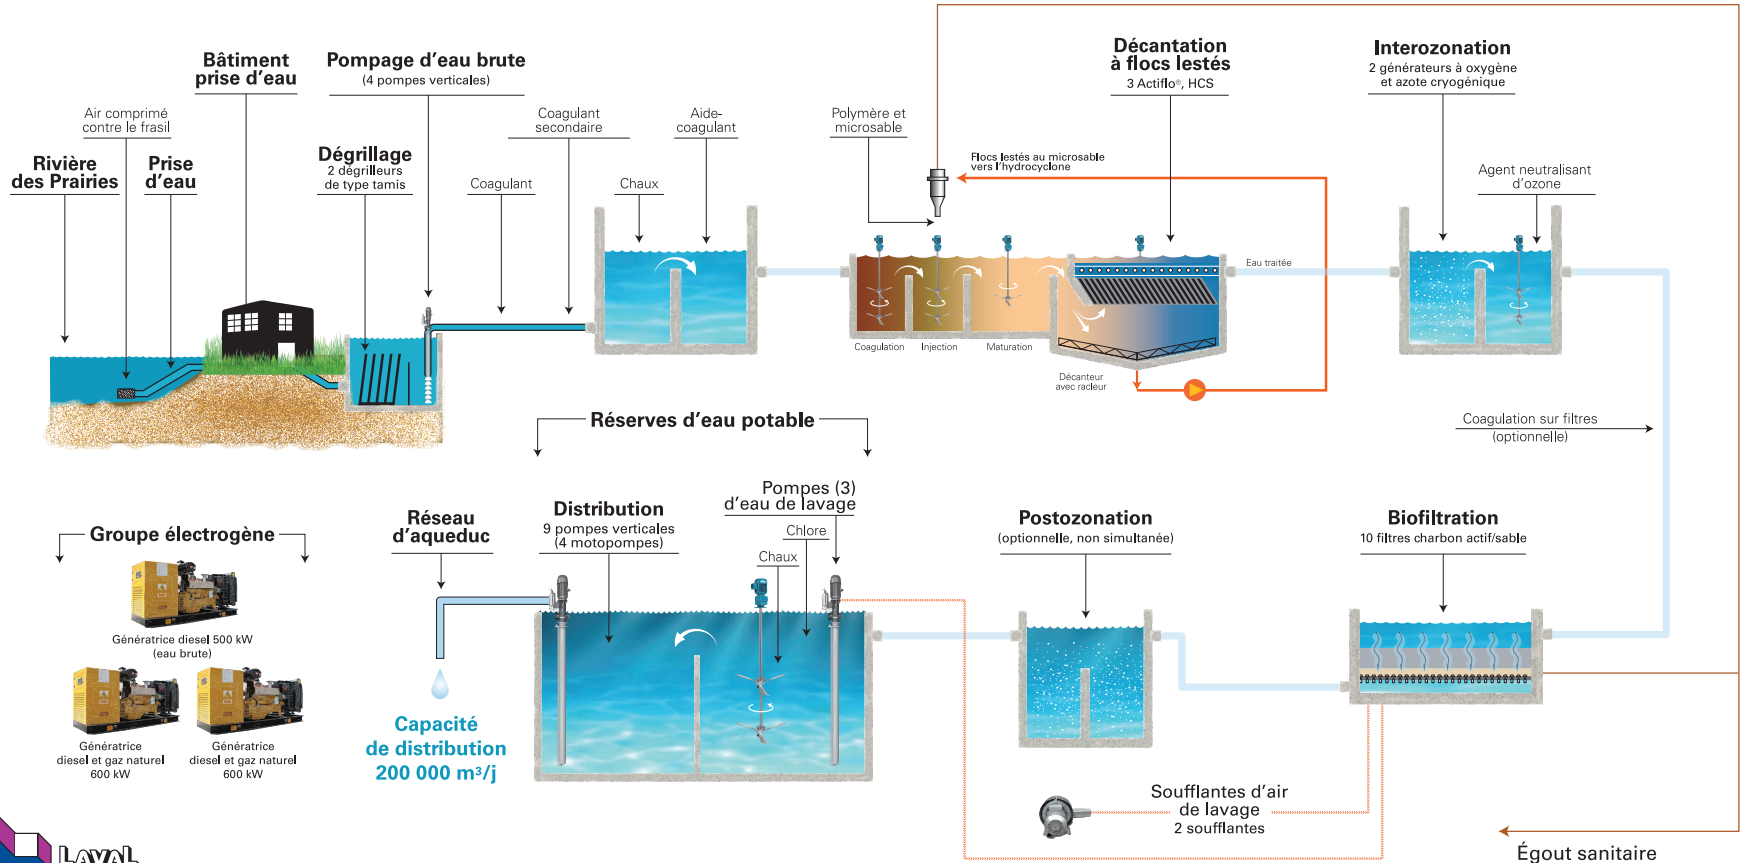 Bâtiment
prise d'eau
Pompage d'eau brute
(4 pompes verticales)
Décantation
à flocs lestés
3 Actiflo®, HCS
Interozonation
2 générateurs à oxygène
et azote cryogénique
Air comprimé
contre le frasil
Coagulant
secondaire
Aide-
coagulant
Polymère et
microsable
Rivière
des Prairies
Prise
d'eau
Dégrillage
2 dégrilleurs
de type tamis
Coagulant
Chaux
Flocs lestés au microsable
vers l'hydrocyclone
Agent neutralisant
d'ozone
Eau traitée
Coagulation
Injection
Maturation
Décanteur
avec racleur
Coagulation sur filtres
(optionnelle)
Réserves d'eau potable
Groupe électrogène
Génératrice diesel 500 kW
(eau brute)
Génératrice
diesel et gaz naturel
600 kW
Génératrice
diesel et gaz naturel
600 kW
Réseau
d'aqueduc
Distribution
9 pompes verticales
(4 motopompes)
Pompes (3)
d'eau de lavage
Chlore
Chaux
Postozonation
(optionnelle, non simultanée)
Biofiltration
10 filtres charbon actif/sable
Capacité
de distribution
200 000 m³/j
Soufflantes d'air
de lavage
2 soufflantes
Égout sanitaire
LAVAL